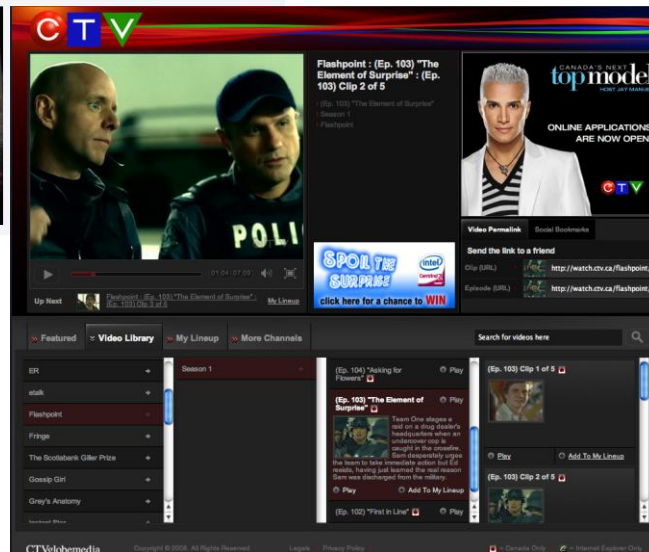 CTV
Flashpoint : (Ep. 103) "The
Element of Surprise" : (Ep.
103) Clip 2 of 5
(Ep. 103) "The Element of Surprise"
Season 1
Flashpoint
CANADA'S NEXT
top model
HOST JAY MANUE
ONLINE APPLICATIONS
ARE NOW OPEN
CTV
POLI
01:04
07:09
Up Next
Flashpoint : (Ep. 103) "The Element of Surprise" :
(Ep. 103) Clip 3 of 5
My Lineup
SPOIL THE
SURPRISE
intel
click here for a chance to WIN
Video Permalink
Social Bookmarks
Send the link to a friend
Clip (URL)
http://watch.ctv.ca/flashpoint,
Episode (URL)
http://watch.ctv.ca/flashpoint,
Featured
Video Library
My Lineup
More Channels
Search for videos here
ER
etalk
Flashpoint
Fringe
The Scotiabank Giller Prize
Gossip Girl
Grey's Anatomy
Instant Star
Season 1
(Ep. 104) "Asking for
Flowers"
Play
(Ep. 103) "The Element of
Surprise"
Play
Team One stages a
raid on a drug dealer's
headquarters when an
undercover cop is
caught in the crossfire.
Sam desperately urges
the team to take immediate action but Ed
resists, having just learned the real reason
Sam was discharged from the military.
Play
Add To My Lineup
(Ep. 102) "First in Line"
Play
(Ep. 103) Clip 1 of 5
Play
Add To My Lineup
(Ep. 103) Clip 2 of 5
CTVglobemedia
Copyright © 2008. All Rights Reserved
Legals
Privacy Policy
= Canada Only
= Internet Explorer Only